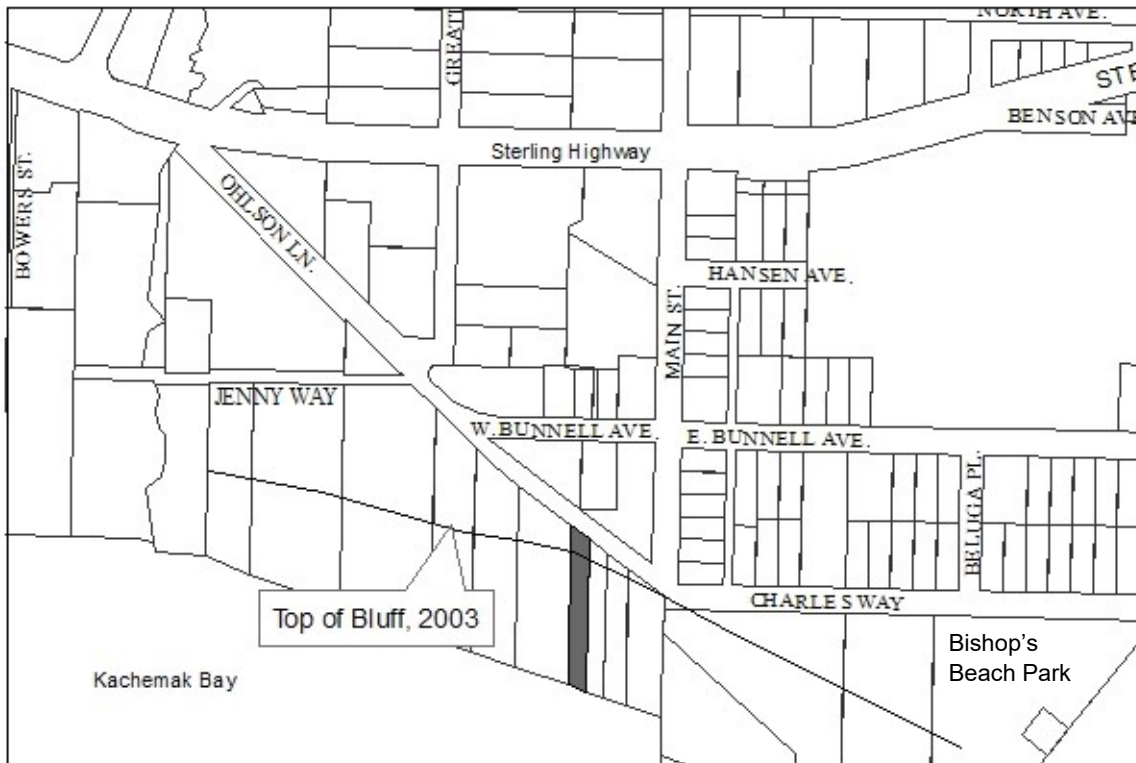 NORTH AVE.
GREATL
STE
BENSON AVE
Sterling Highway
BOWERS ST.
OHLSON LN.
HANSEN AVE.
MAIN ST.
JENNY WAY
W. BUNNELL AVE.
E. BUNNELL AVE.
BELUGA PL.
CHARLES WAY
Top of Bluff, 2003
Bishop's
Beach Park
Kachemak Bay